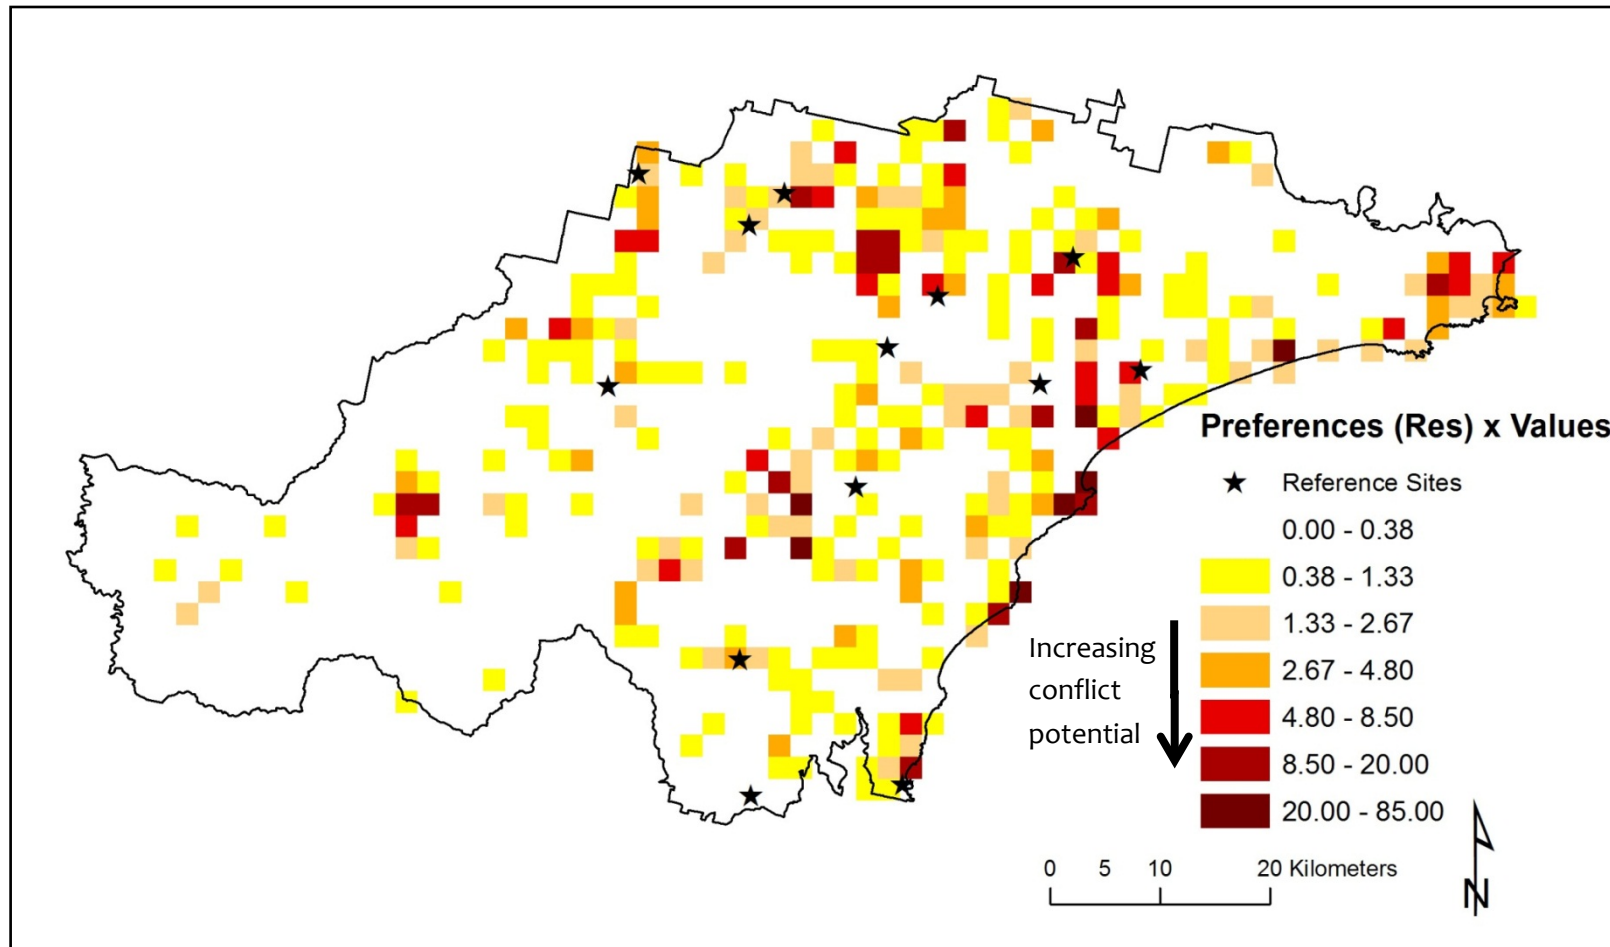 Preferences (Res) x Values
Reference Sites
0.00 - 0.38
0.38 - 1.33
1.33 - 2.67
2.67 - 4.80
4.80 - 8.50
8.50 - 20.00
20.00 - 85.00
Increasing
conflict
potential
0 5 10 20 Kilometers
N